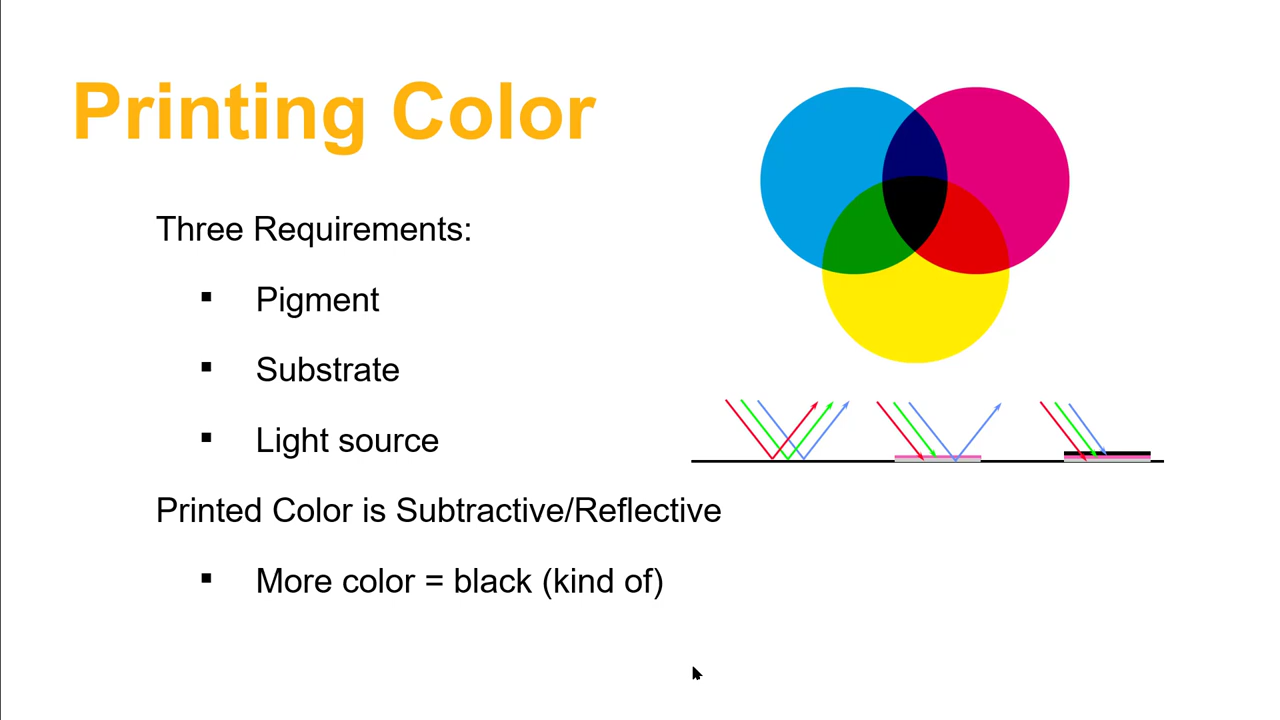 Printing Color
Three Requirements:
▪ Pigment
▪ Substrate
▪ Light source
Printed Color is Subtractive/Reflective
▪ More color = black (kind of)